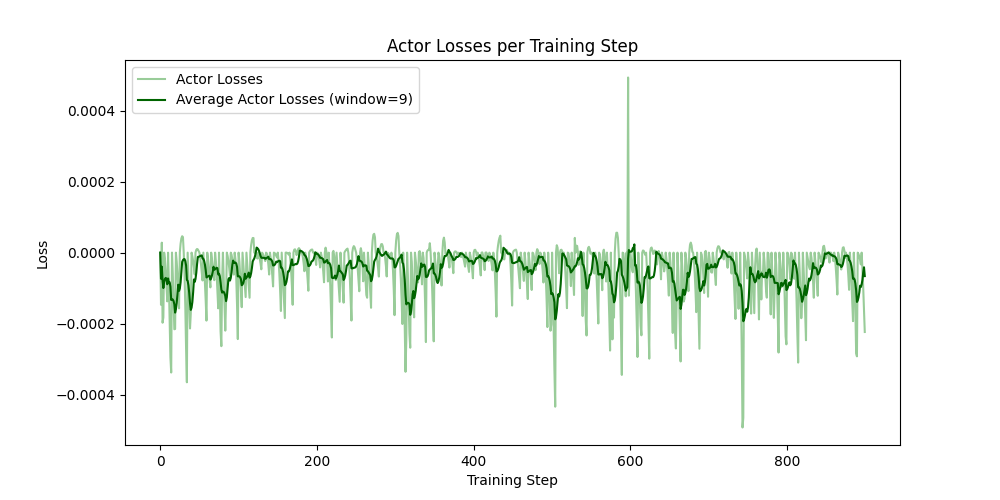 Actor Losses per Training Step
Actor Losses
Average Actor Losses (window=9)
0.0004
0.0002
0.0000
−0.0002
−0.0004
Loss
0 200 400 600 800
Training Step